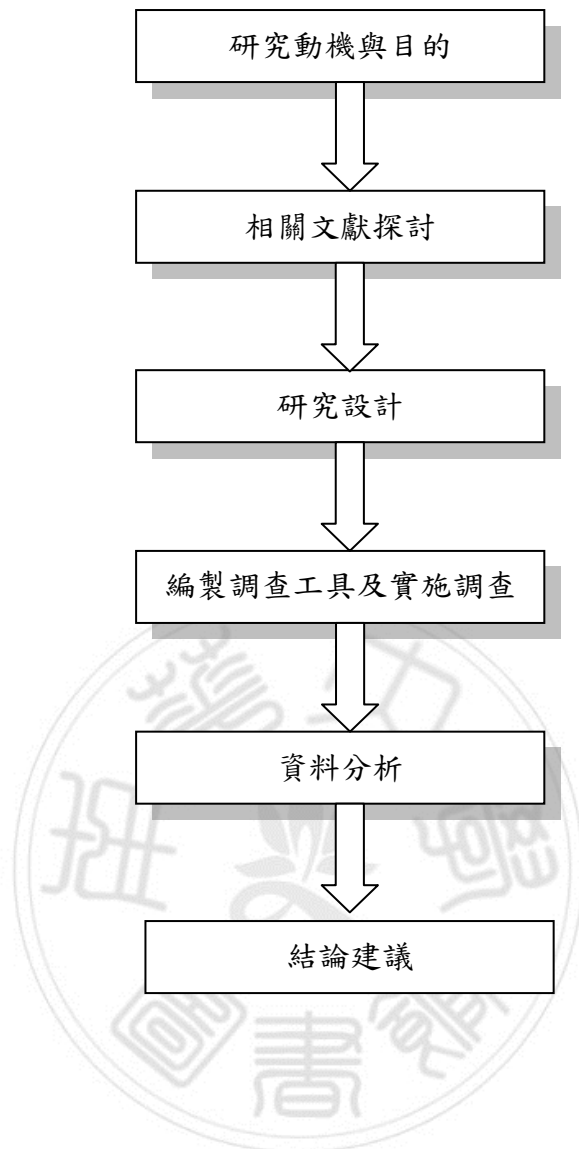 研究動機與目的
相關文獻探討
研究設計
編製調查工具及實施調查
資料分析
結論建議